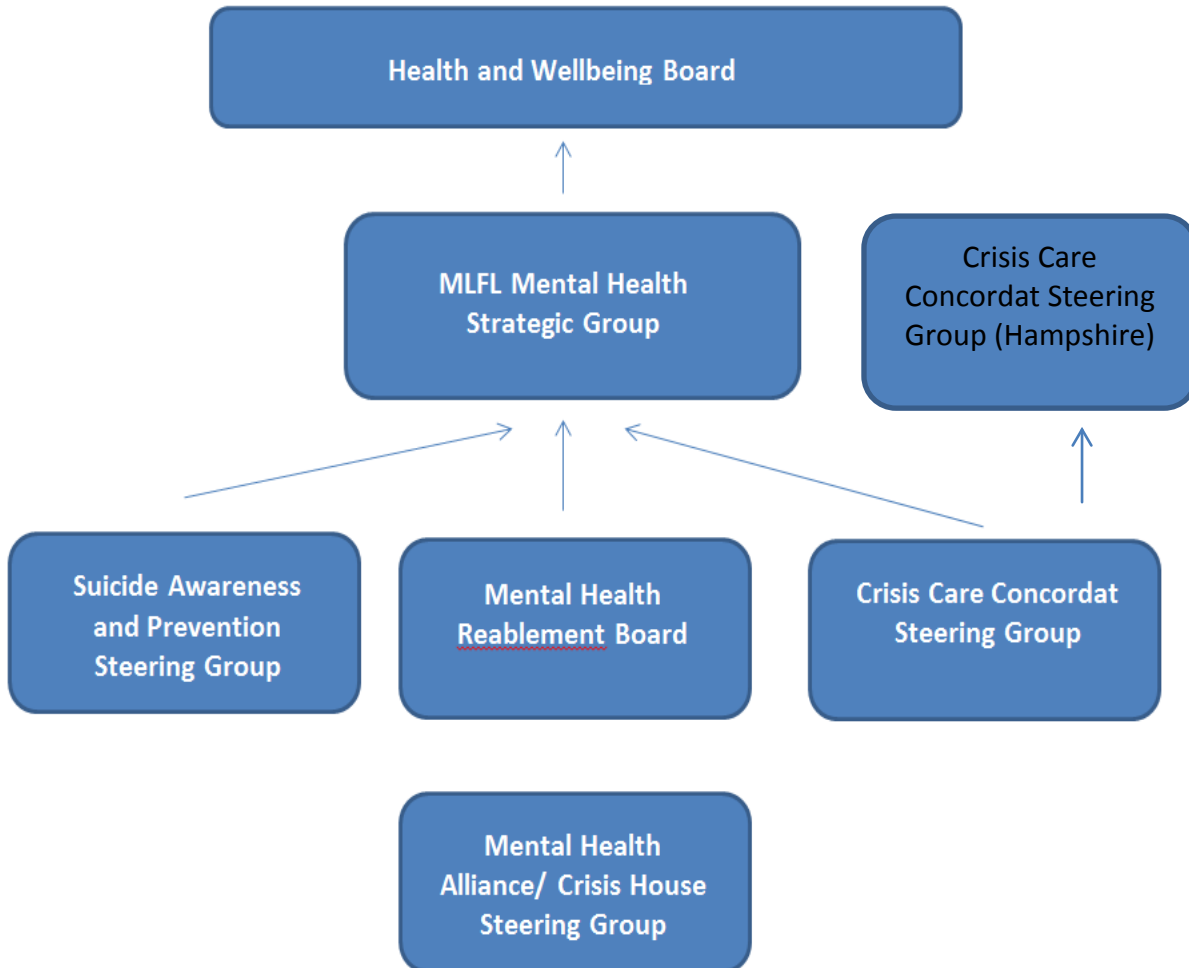 Health and Wellbeing Board
MLFL Mental Health
Strategic Group
Crisis Care
Concordat Steering
Group (Hampshire)
Suicide Awareness
and Prevention
Steering Group
Mental Health
Reablement Board
Crisis Care Concordat
Steering Group
Mental Health
Alliance/ Crisis House
Steering Group